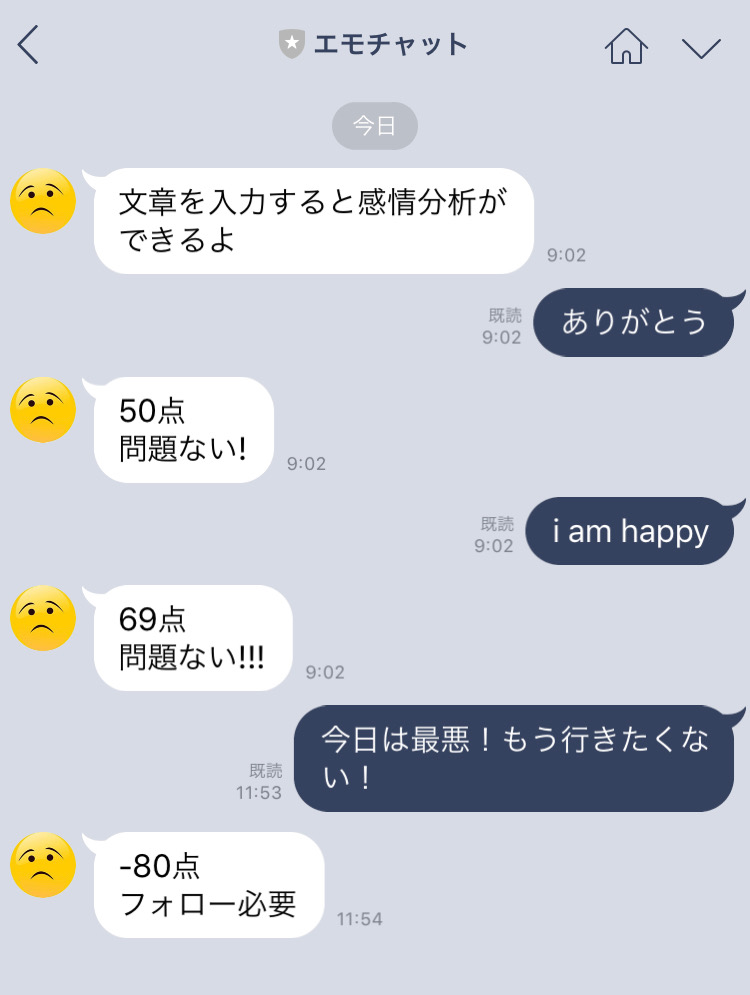 エモチャット
今日
文章を入力すると感情分析が
できるよ
9:02
ありがとう
既読
9:02
50点
問題ない!
9:02
i am happy
既読
9:02
69点
問題ない!!!
9:02
今日は最悪！もう行きたくな
い！
既読
11:53
-80点
フォロー必要
11:54